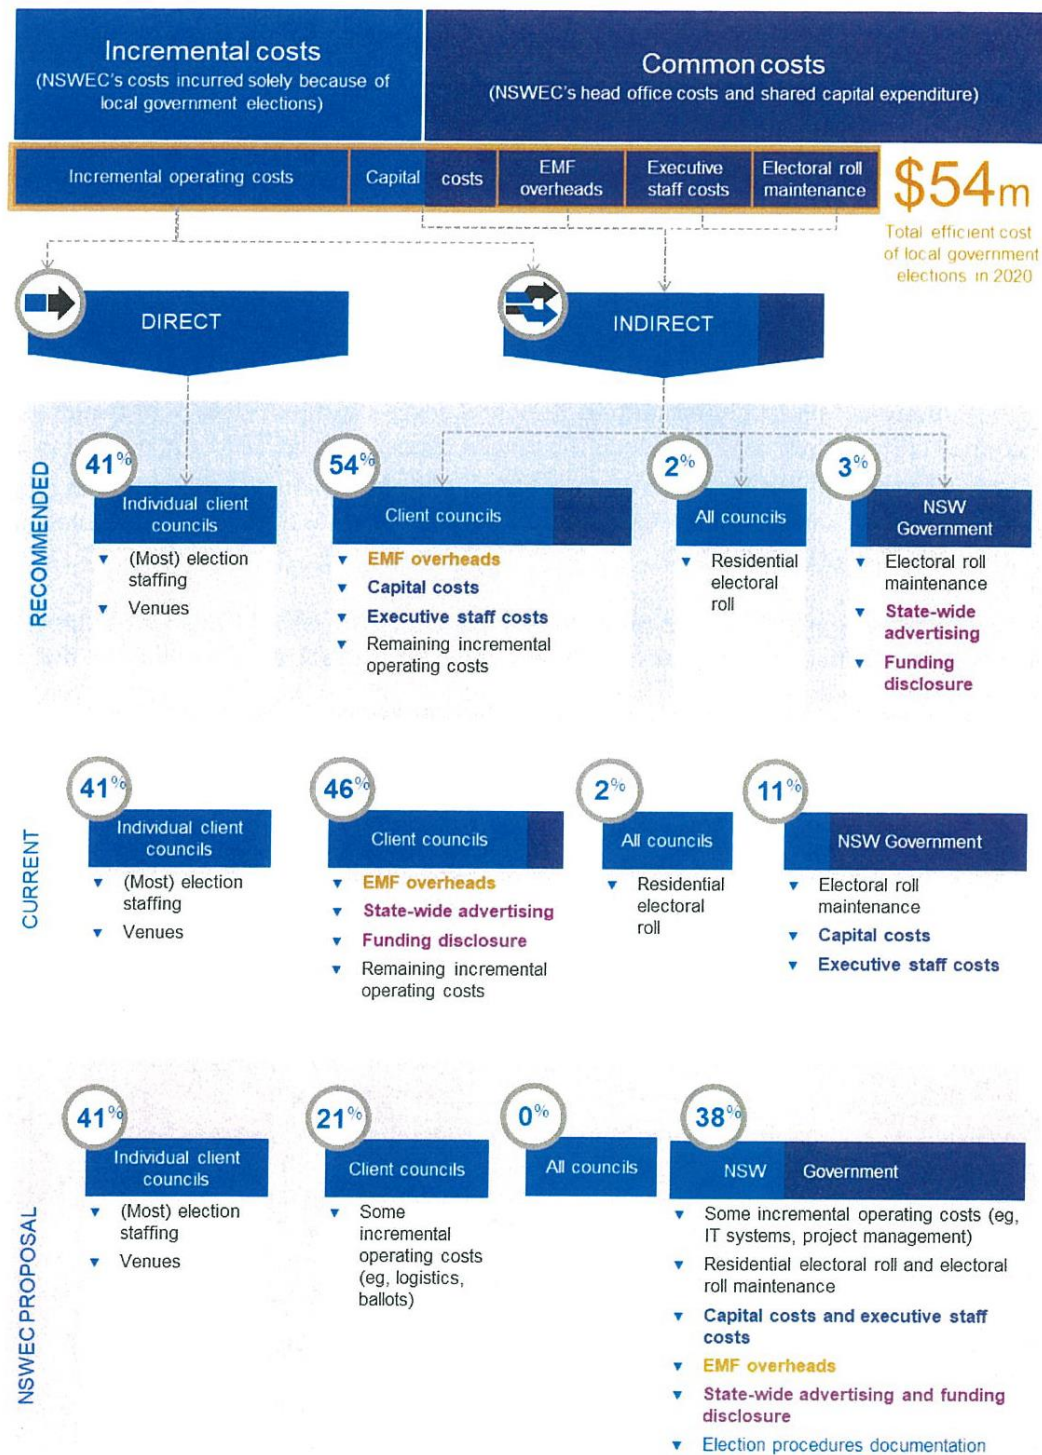 Incremental costs
(NSWEC's costs incurred solely because of
local government elections)
Common costs
(NSWEC's head office costs and shared capital expenditure)
Incremental operating costs
Capital costs
EMF
overheads
Executive
staff costs
Electoral roll
maintenance
$54m
Total efficient cost
of local government
elections in 2020
DIRECT
INDIRECT
RECOMMENDED
41%
Individual client
councils
▼ (Most) election
staffing
▼ Venues
54%
Client councils
▼ EMF overheads
▼ Capital costs
▼ Executive staff costs
▼ Remaining incremental
operating costs
2%
All councils
▼ Residential
electoral
roll
3%
NSW
Government
▼ Electoral roll
maintenance
▼ State-wide
advertising
▼ Funding
disclosure
CURRENT
41%
Individual client
councils
▼ (Most) election
staffing
▼ Venues
46%
Client councils
▼ EMF overheads
▼ State-wide advertising
▼ Funding disclosure
▼ Remaining incremental
operating costs
2%
All councils
▼ Residential
electoral
roll
11%
NSW Government
▼ Electoral roll
maintenance
▼ Capital costs
▼ Executive staff costs
NSWEC PROPOSAL
41%
Individual client
councils
▼ (Most) election
staffing
▼ Venues
21%
Client councils
▼ Some
incremental
operating costs
(eg, logistics,
ballots)
0%
All councils
38%
NSW Government
▼ Some incremental operating costs (eg,
IT systems, project management)
▼ Residential electoral roll and electoral
roll maintenance
▼ Capital costs and executive staff
costs
▼ EMF overheads
▼ State-wide advertising and funding
disclosure
▼ Election procedures documentation